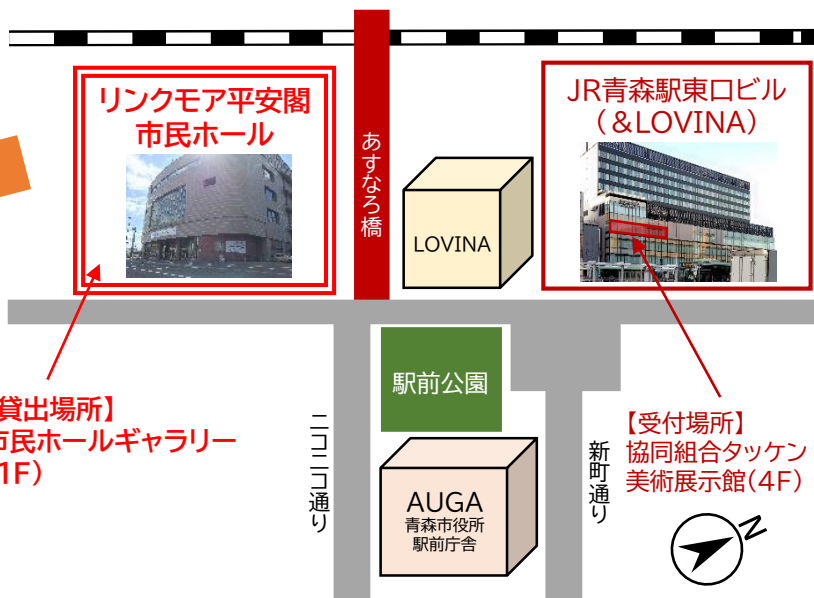 リンクモア平安閣
市民ホール
あすなろ橋
LOVINA
JR青森駅東口ビル
(&LOVINA)
駅前公園
貸出場所】
市民ホールギャラリー
1F)
ニコニコ通り
AUGA
青森市役所
駅前庁舎
新町通り
【受付場所】
協同組合タッケン
美術展示館(4F)
N